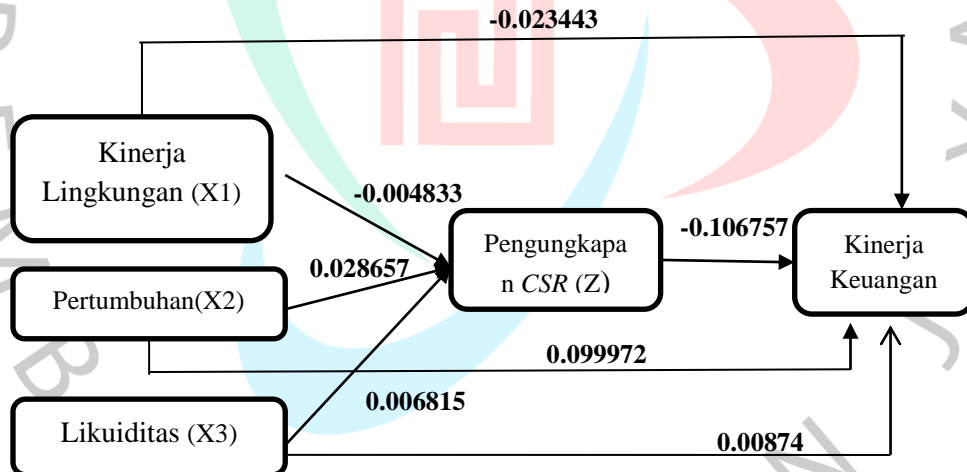 -0.023443
Kinerja
Lingkungan (X1)
-0.004833
Pengungkapa
n CSR (Z)
-0.106757
Kinerja
Keuangan
0.028657
Pertumbuhan(X2)
0.099972
0.006815
Likuiditas (X3)
0.00874